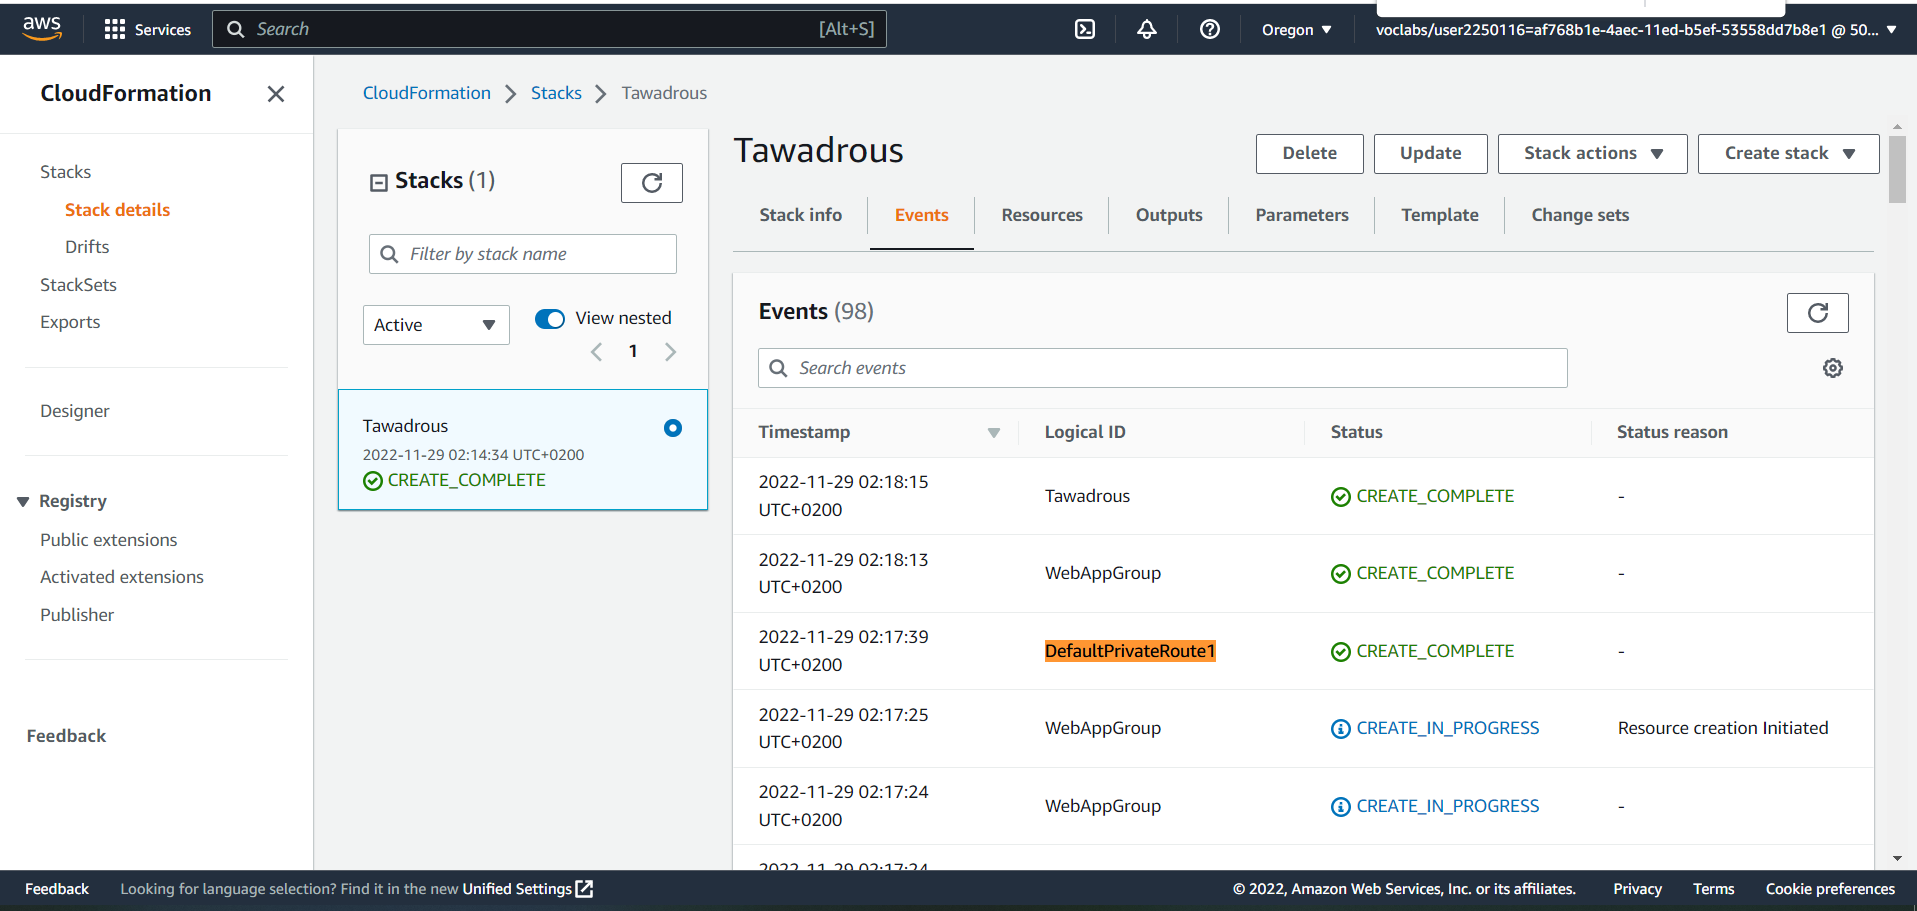 aws
Services
Search
[Alt+S]
Oregon
voclabs/user2250116=af768b1e-4aec-11ed-b5ef-53558dd7b8e1 @ 50...
CloudFormation
Stacks
Stack details
Drifts
StackSets
Exports
Designer
Registry
Public extensions
Activated extensions
Publisher
Feedback
CloudFormation
Stacks
Tawadrous
Stacks (1)
Filter by stack name
Active
View nested
1
Tawadrous
2022-11-29 02:14:34 UTC+0200
CREATE_COMPLETE
Tawadrous
Delete
Update
Stack actions
Create stack
Stack info
Events
Resources
Outputs
Parameters
Template
Change sets
Events (98)
Search events
Timestamp
Logical ID
Status
Status reason
2022-11-29 02:18:15
UTC+0200
Tawadrous
CREATE_COMPLETE
-
2022-11-29 02:18:13
UTC+0200
WebAppGroup
CREATE_COMPLETE
-
2022-11-29 02:17:39
UTC+0200
DefaultPrivateRoute1
CREATE_COMPLETE
-
2022-11-29 02:17:25
UTC+0200
WebAppGroup
CREATE_IN_PROGRESS
Resource creation Initiated
2022-11-29 02:17:24
UTC+0200
WebAppGroup
CREATE_IN_PROGRESS
-
2022-11-29 02:17:24
Feedback
Looking for language selection? Find it in the new Unified Settings
© 2022, Amazon Web Services, Inc. or its affiliates.
Privacy
Terms
Cookie preferences